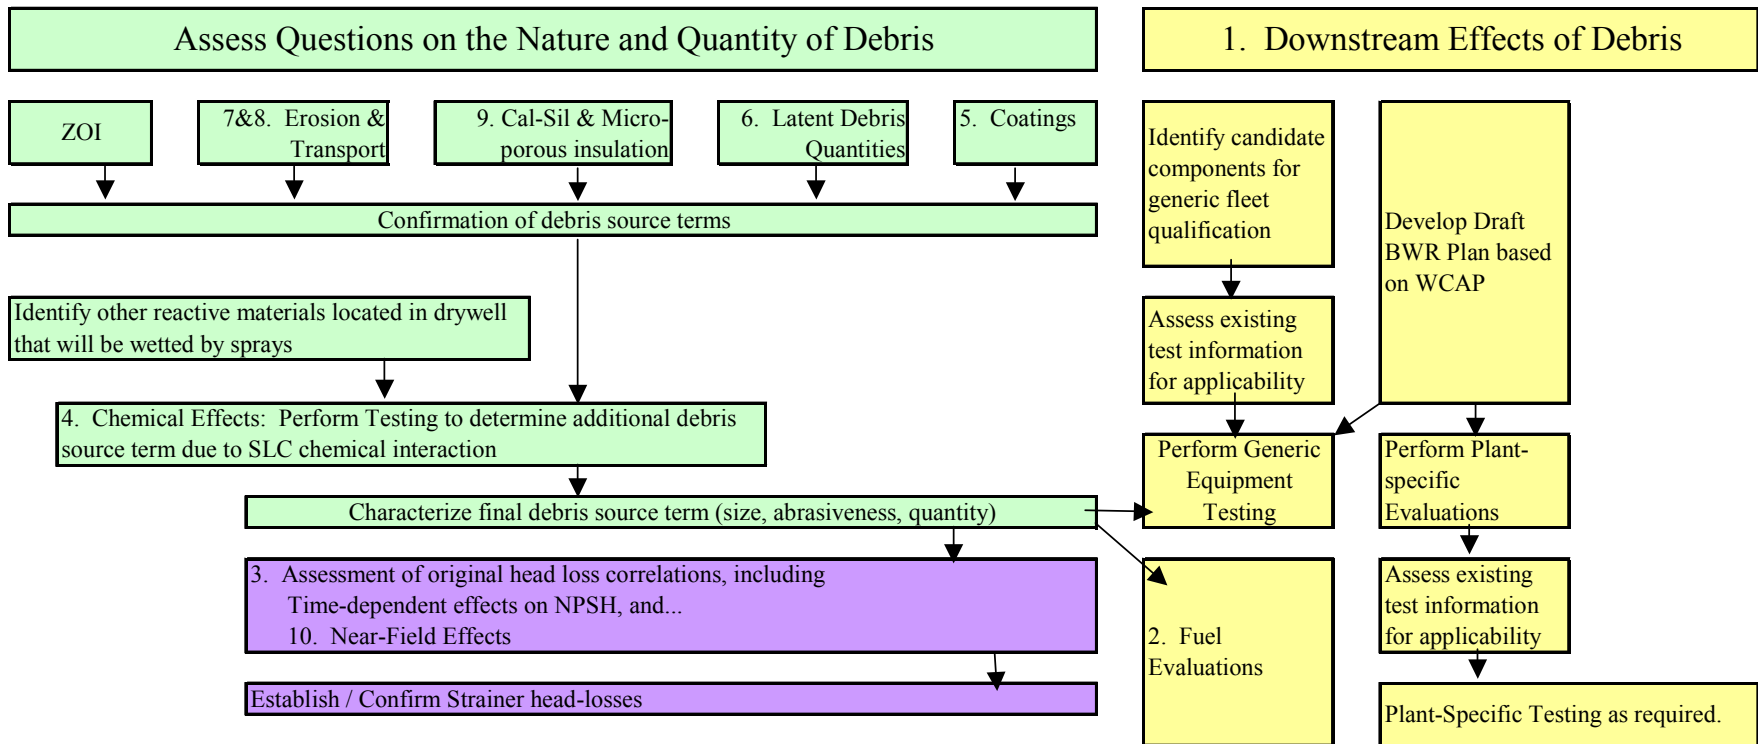 Assess Questions on the Nature and Quantity of Debris
1. Downstream Effects of Debris
ZOI
7&8. Erosion &
Transport
9. Cal-Sil & Micro-
porous insulation
6. Latent Debris
Quantities
5. Coatings
Confirmation of debris source terms
Identify other reactive materials located in drywell
that will be wetted by sprays
4. Chemical Effects: Perform Testing to determine additional debris
source term due to SLC chemical interaction
Characterize final debris source term (size, abrasiveness, quantity)
3. Assessment of original head loss correlations, including
Time-dependent effects on NPSH, and...
10. Near-Field Effects
Establish / Confirm Strainer head-losses
Identify candidate
components for
generic fleet
qualification
Assess existing
test information
for applicability
Perform Generic
Equipment
Testing
2. Fuel
Evaluations
Develop Draft
BWR Plan based
on WCAP
Perform Plant-
specific
Evaluations
Assess existing
test information
for applicability
Plant-Specific Testing as required.